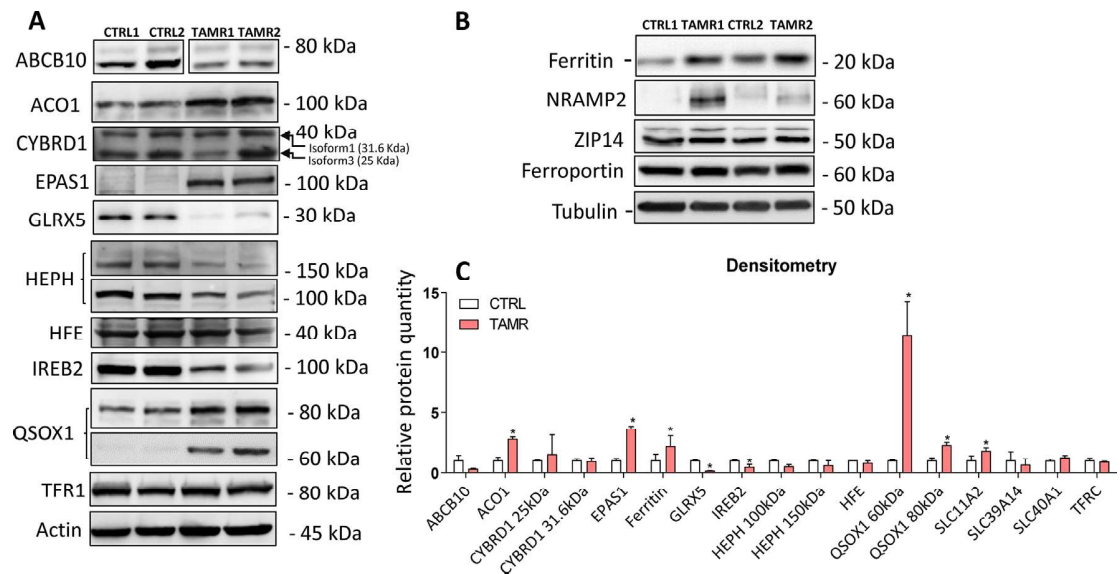 A
CTRL1 CTRL2 TAMR1 TAMR2
ABCB10 - 80 kDa
ACO1 - 100 kDa
CYBRD1 40 kDa
Isoform1 (31.6 Kda)
Isoform3 (25 Kda)
EPAS1 - 100 kDa
GLRX5 - 30 kDa
HEPH - 150 kDa
- 100 kDa
HFE - 40 kDa
IREB2 - 100 kDa
QSOX1 - 80 kDa
- 60 kDa
TFR1 - 80 kDa
Actin - 45 kDa
B
CTRL1 TAMR1 CTRL2 TAMR2
Ferritin - - 20 kDa
NRAMP2 - 60 kDa
ZIP14 - 50 kDa
Ferroportin - 60 kDa
Tubulin - - 50 kDa
C
Densitometry
Relative protein quantity
15
10
5
0
CTRL
TAMR
* * * * * * * *
ABCB10
ACO1
CYBRD1 25kDa
CYBRD1 31.6kDa
EPAS1
Ferritin
GLRX5
IREB2
HEPH 100kDa
HEPH 150kDa
HFE
QSOX1 60kDa
QSOX1 80kDa
SLC11A2
SLC39A14
SLC40A1
TFRC